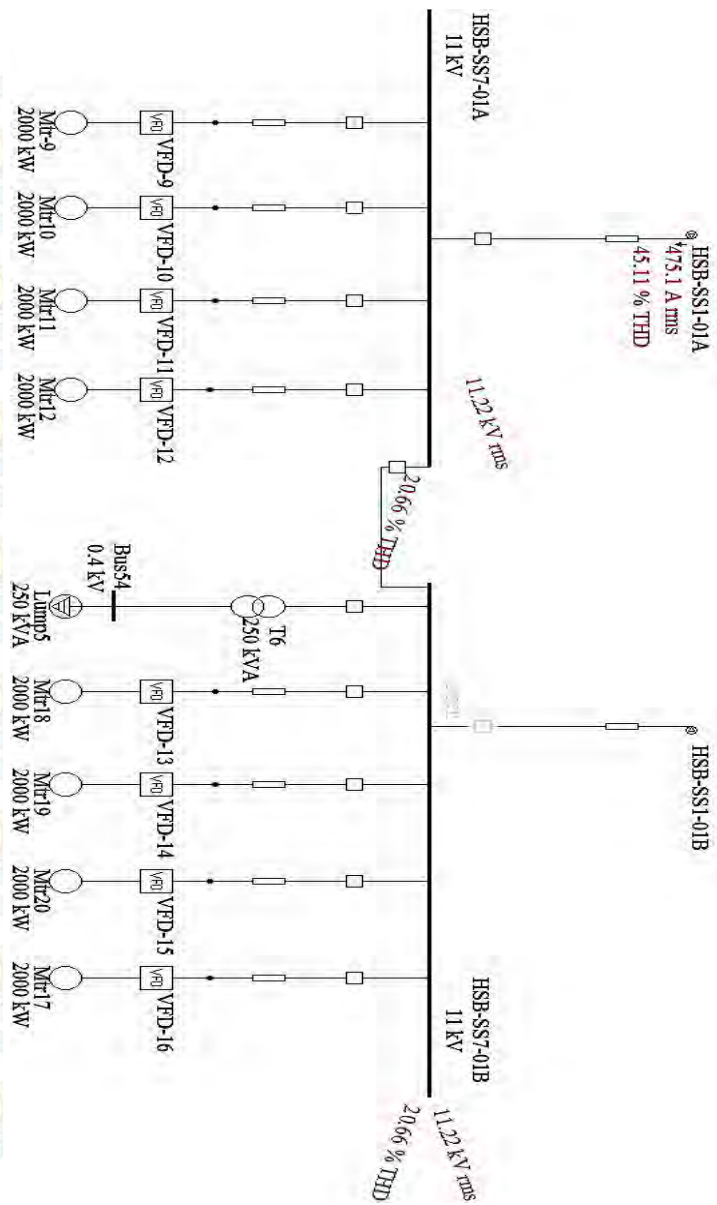 HSB-SS1-01A
475.1 A rms
45.11 % THD
HSB-SS1-01B
HSB-SS7-01A
11 kV
11.22 kV rms
20.66 % THD
HSB-SS7-01B
11 kV
11.22 kV rms
20.66 % THD
T6
250 kVA
VFD
VFD-9
VFD
VFD-10
VFD
VFD-11
VFD
VFD-12
VFD
VFD-13
VFD
VFD-14
VFD
VFD-15
VFD
VFD-16
Bus54
0.4 kV
Mtr-9
2000 kW
Mtr10
2000 kW
Mtr11
2000 kW
Mtr12
2000 kW
Lump5
250 kVA
Mtr18
2000 kW
Mtr19
2000 kW
Mtr20
2000 kW
Mtr17
2000 kW